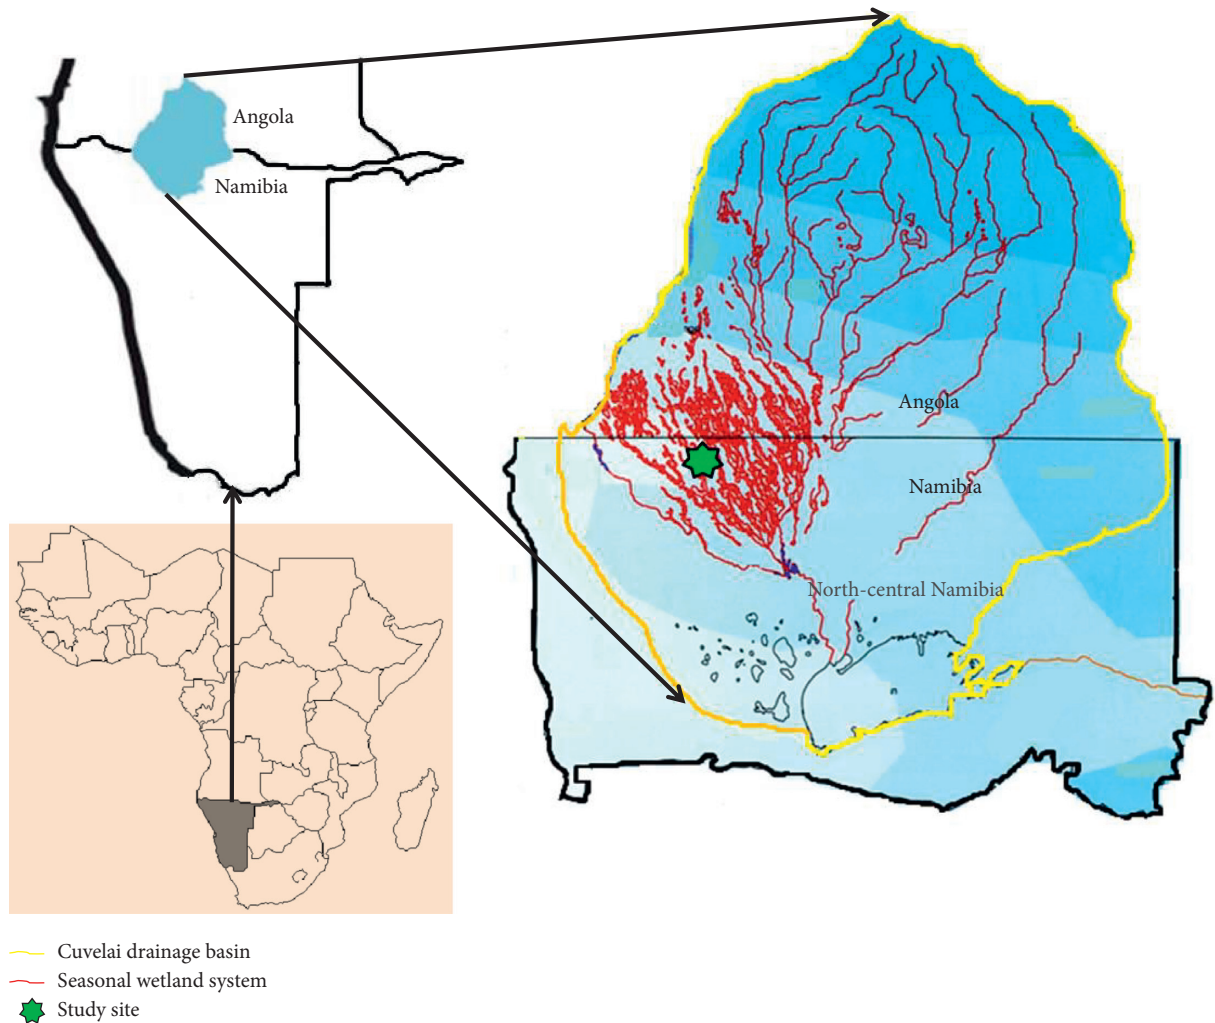 Angola
Namibia
Angola
Namibia
North-central Namibia
Cuvelai drainage basin
Seasonal wetland system
Study site